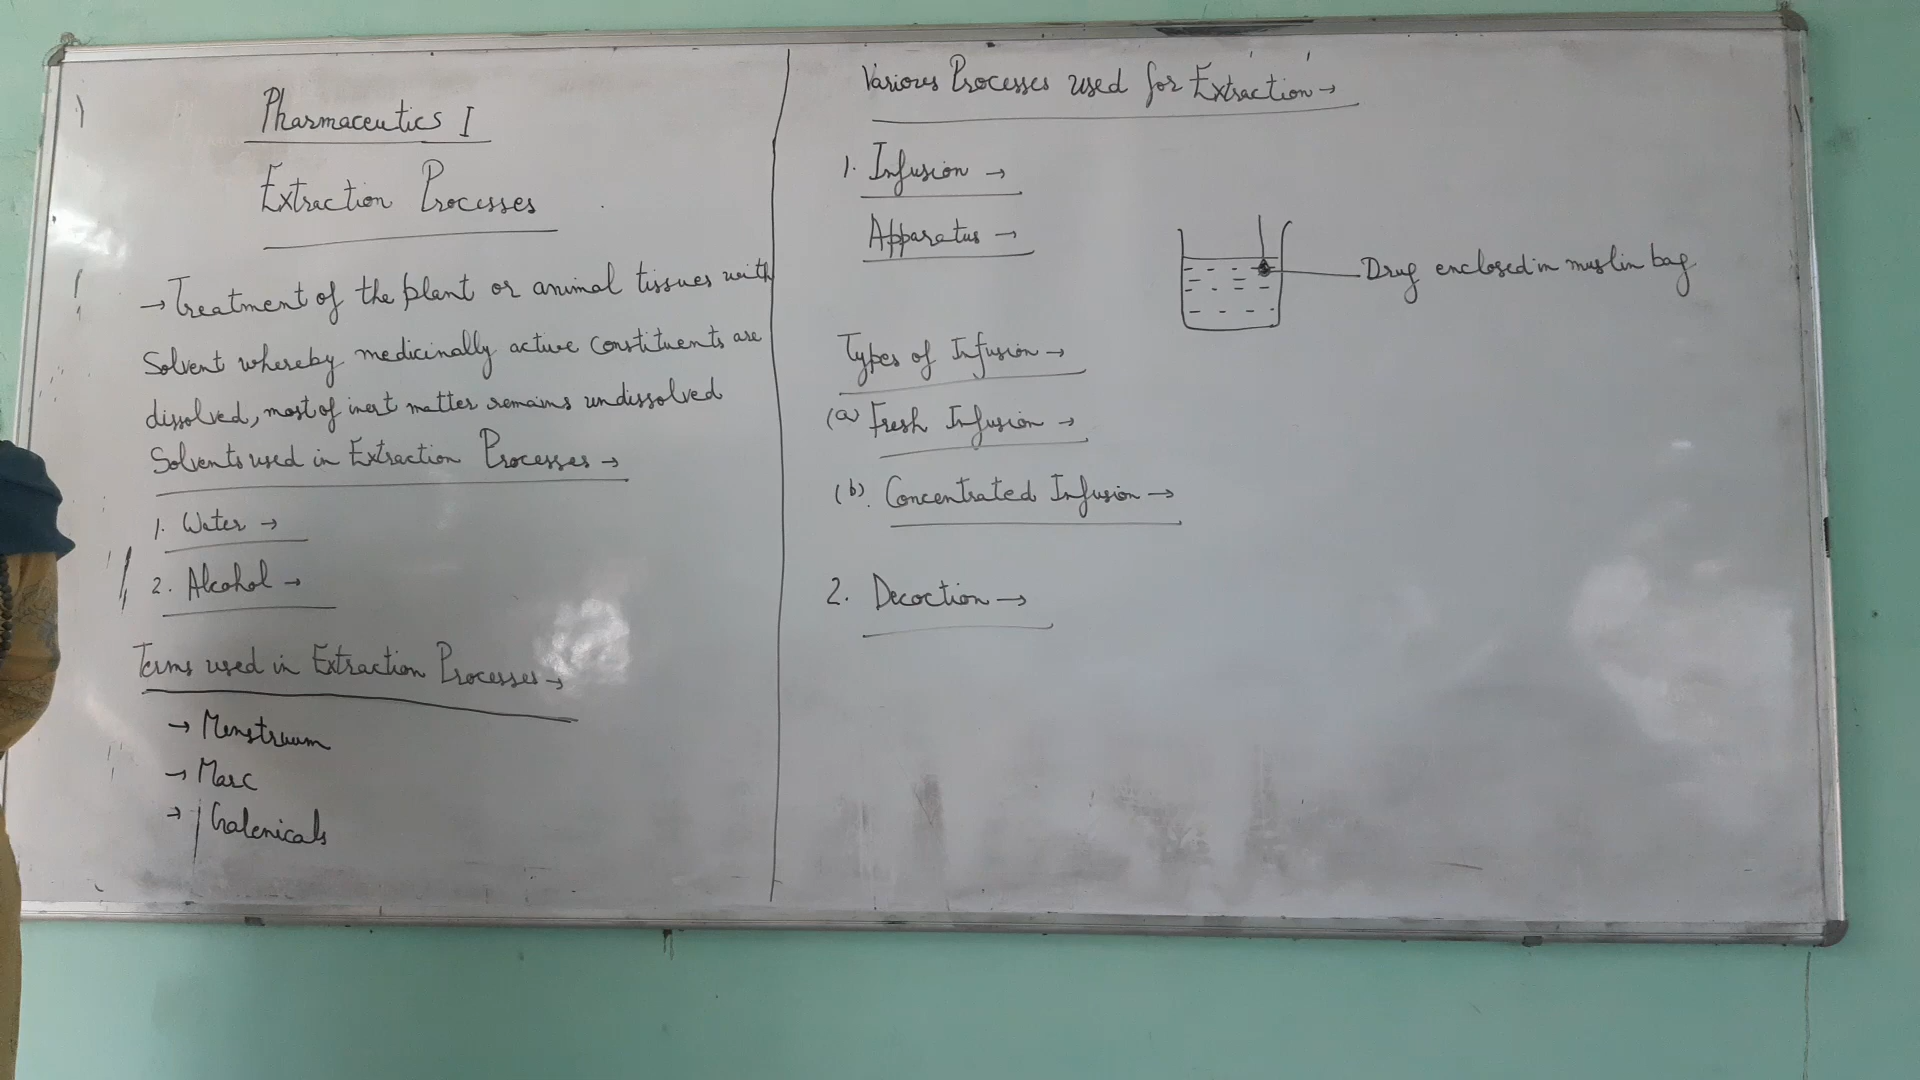 Pharmaceutics I
Extraction Processes
→ Treatment of the plant or animal tissues with
Solvent whereby medicinally active constituents are
dissolved, most of inert matter remains undissolved
Solvents used in Extraction Processes →
1. Water →
2. Alcohol →
Terms used in Extraction Processes →
→ Menstruum
→ Marc
→ Galenicals
Various Processes used for Extraction →
1. Infusion →
Apparatus →
Drug enclosed in muslin bag
Types of Infusion →
(a) Fresh Infusion →
(b). Concentrated Infusion →
2. Decoction →